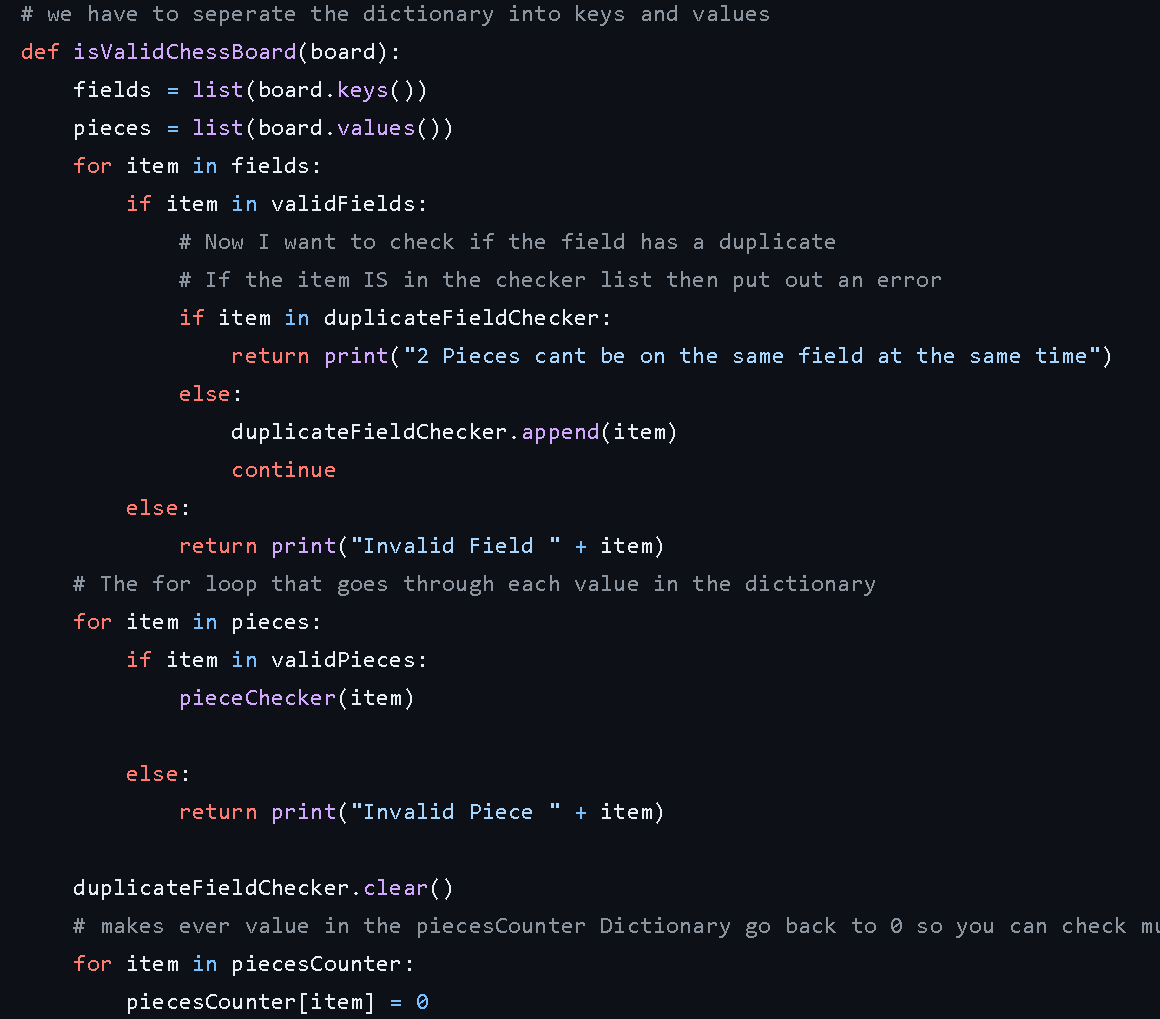 # we have to seperate the dictionary into keys and values
def isValidChessBoard(board):
    fields = list(board.keys())
    pieces = list(board.values())
    for item in fields:
        if item in validFields:
            # Now I want to check if the field has a duplicate
            # If the item IS in the checker list then put out an error
            if item in duplicateFieldChecker:
                return print("2 Pieces cant be on the same field at the same time")
            else:
                duplicateFieldChecker.append(item)
                continue
        else:
            return print("Invalid Field " + item)
    # The for loop that goes through each value in the dictionary
    for item in pieces:
        if item in validPieces:
            pieceChecker(item)

        else:
            return print("Invalid Piece " + item)

    duplicateFieldChecker.clear()
    # makes ever value in the piecesCounter Dictionary go back to 0 so you can check
    for item in piecesCounter:
        piecesCounter[item] = 0